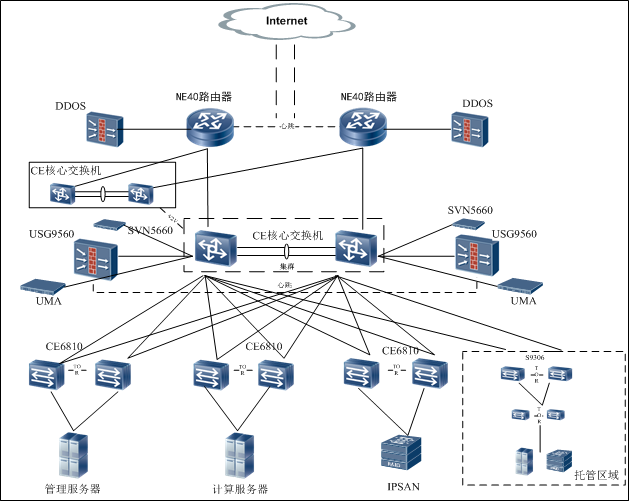 Internet
NE40路由器
NE40路由器
DDOS
DDOS
心跳
CE核心交换机
SVN5660
SVN5660
USG9560
CE核心交换机
USG9560
集群
UMA
心跳
UMA
CE6810
CE6810
CE6810
S9306
TO
R
TO
R
TO
R
T
O
R
T
O
R
管理服务器
计算服务器
IPSAN
托管区域